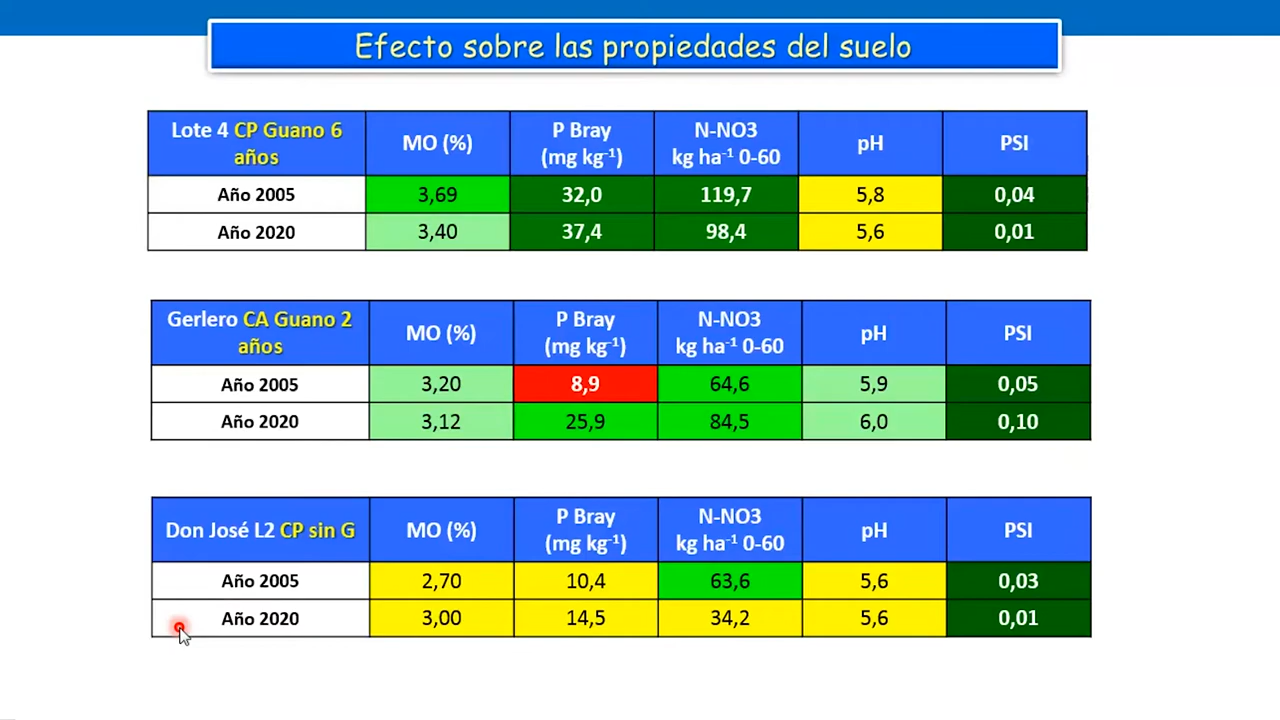 Efecto sobre las propiedades del suelo
Lote 4 CP Guano 6 años MO (%) P Bray (mg kg⁻¹) N-NO3 kg ha⁻¹ 0-60 pH PSI
Año 2005 3,69 32,0 119,7 5,8 0,04
Año 2020 3,40 37,4 98,4 5,6 0,01
Gerlero CA Guano 2 años MO (%) P Bray (mg kg⁻¹) N-NO3 kg ha⁻¹ 0-60 pH PSI
Año 2005 3,20 8,9 64,6 5,9 0,05
Año 2020 3,12 25,9 84,5 6,0 0,10
Don José L2 CP sin G MO (%) P Bray (mg kg⁻¹) N-NO3 kg ha⁻¹ 0-60 pH PSI
Año 2005 2,70 10,4 63,6 5,6 0,03
Año 2020 3,00 14,5 34,2 5,6 0,01